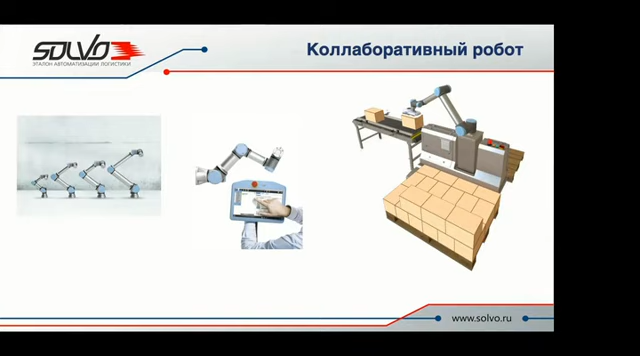 SOLVO
ЭТАЛОН АВТОМАТИЗАЦИИ ЛОГИСТИКИ
Коллаборативный робот
www.solvo.ru